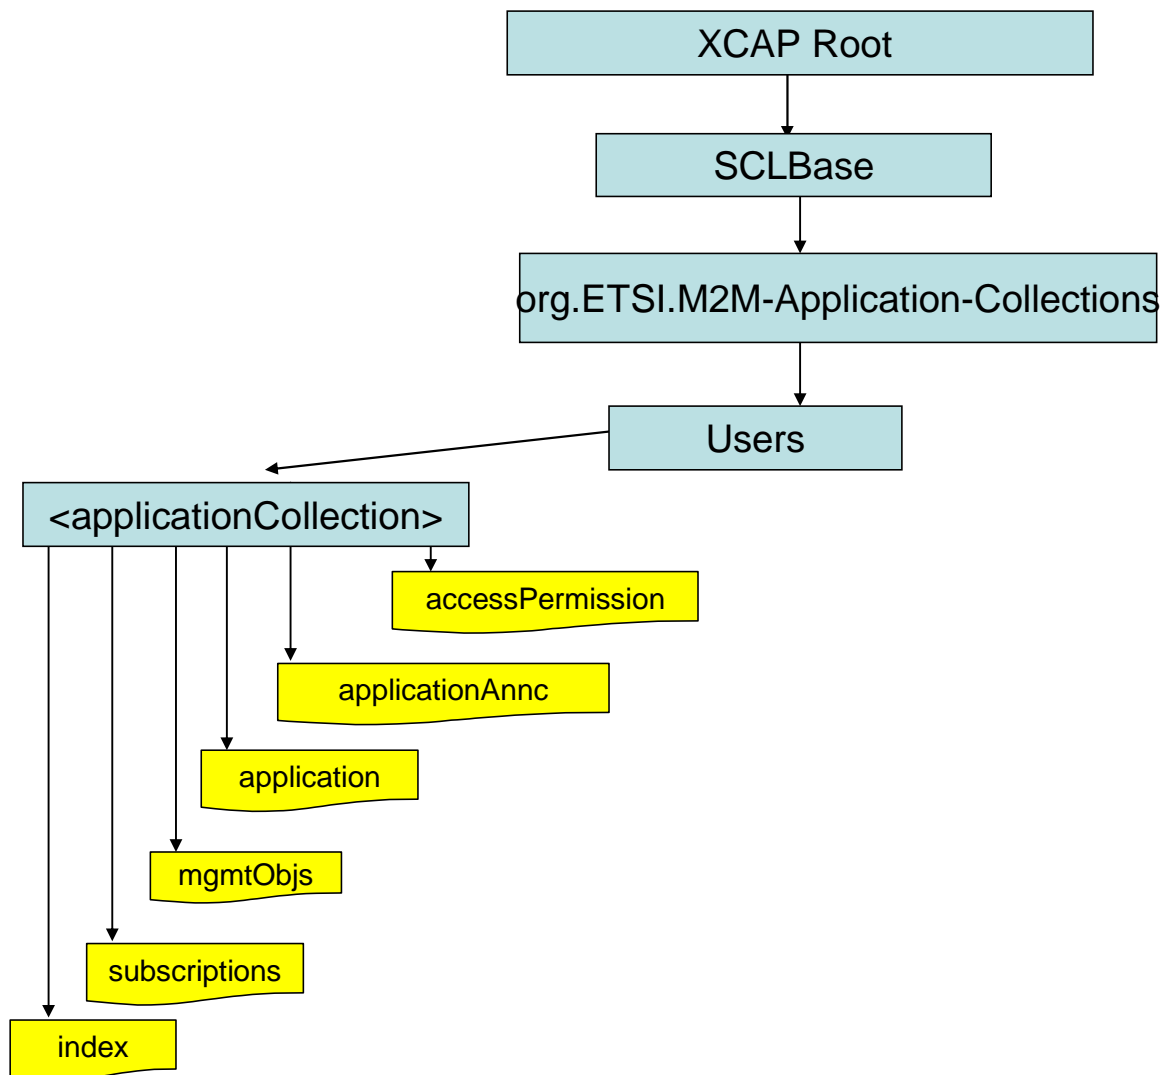 XCAP Root
SCLBase
org.ETSI.M2M-Application-Collections
Users
<applicationCollection>
accessPermission
applicationAnnc
application
mgmtObjs
subscriptions
index